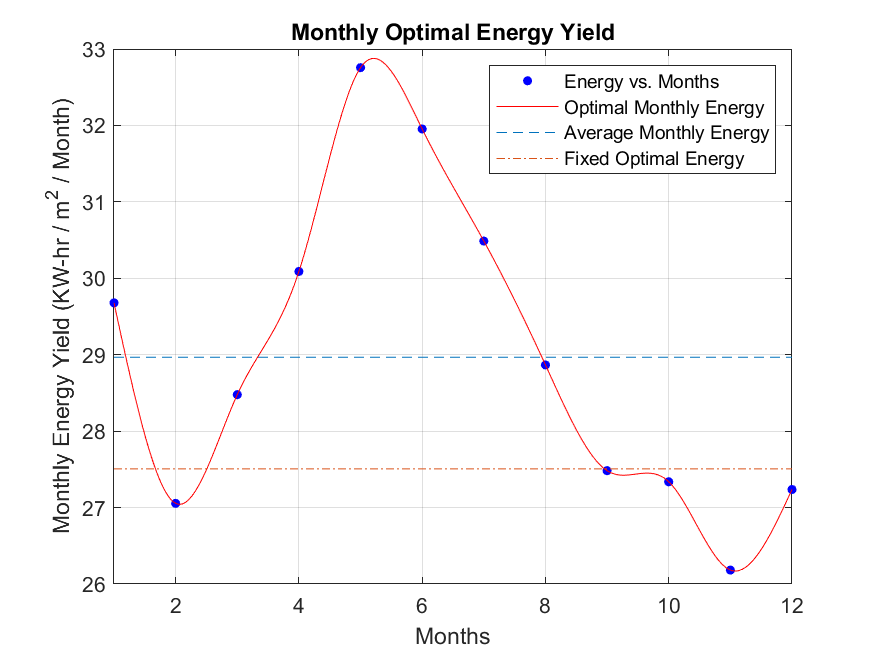 Monthly Optimal Energy Yield
Monthly Energy Yield (KW-hr / m² / Month)
33
32
31
30
29
28
27
26
Energy vs. Months
Optimal Monthly Energy
Average Monthly Energy
Fixed Optimal Energy
2 4 6 8 10 12
Months